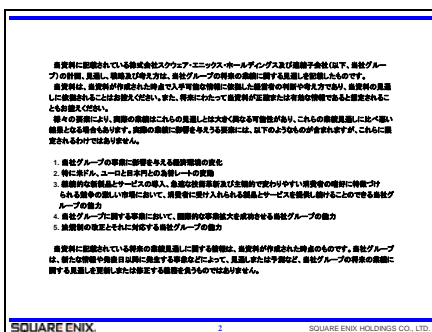 当資料に記載されている株式会社スクウェア・エニックス・ホールディングス及び連結子会社(以下、当社グルー
プ)の計画、見通し、戦略及び考え方は、当社グループの将来の業績に関する見通しを記載したものです。
当資料は、当資料が作成された時点で入手可能な情報に依拠した経営者の判断や考え方であり、当資料の見通
しに依拠されることはお控えください。また、将来にわたって当資料が正確または有効な情報であると想定されるこ
ともお控えください。
様々の要素により、実際の業績はこれらの見通しとは大きく異なる可能性があり、これらの業績見通しに比べ悪い
結果となる場合もあります。実際の業績に影響を与えうる要素には、以下のようなものが含まれますが、これらに限
定されるわけではありません。
1. 当社グループの事業に影響を与える経済環境の変化
2. 特に米ドル、ユーロと日本円との為替レートの変動
3. 継続的な新製品とサービスの導入、急速な技術革新及び主観的で変わりやすい消費者の嗜好に特徴づけ
られる競争の激しい市場において、消費者に受け入れられる製品とサービスを提供し続けることのできる当社グ
ループの能力
4. 当社グループに関する事業において、国際的な事業拡大を成功させる当社グループの能力
5. 法規制の改正とそれに対応する当社グループの能力
当資料に記載されている将来の業績見通しに関する情報は、当資料が作成された時点のものです。当社グループ
は、新たな情報や発表日以降に発生する事象などによって、見通しまたは予測など、当社グループの将来の業績に
関する見通しを更新しまたは修正する義務を負うものではありません。
SQUARE ENIX.
2
SQUARE ENIX HOLDINGS CO., LTD.